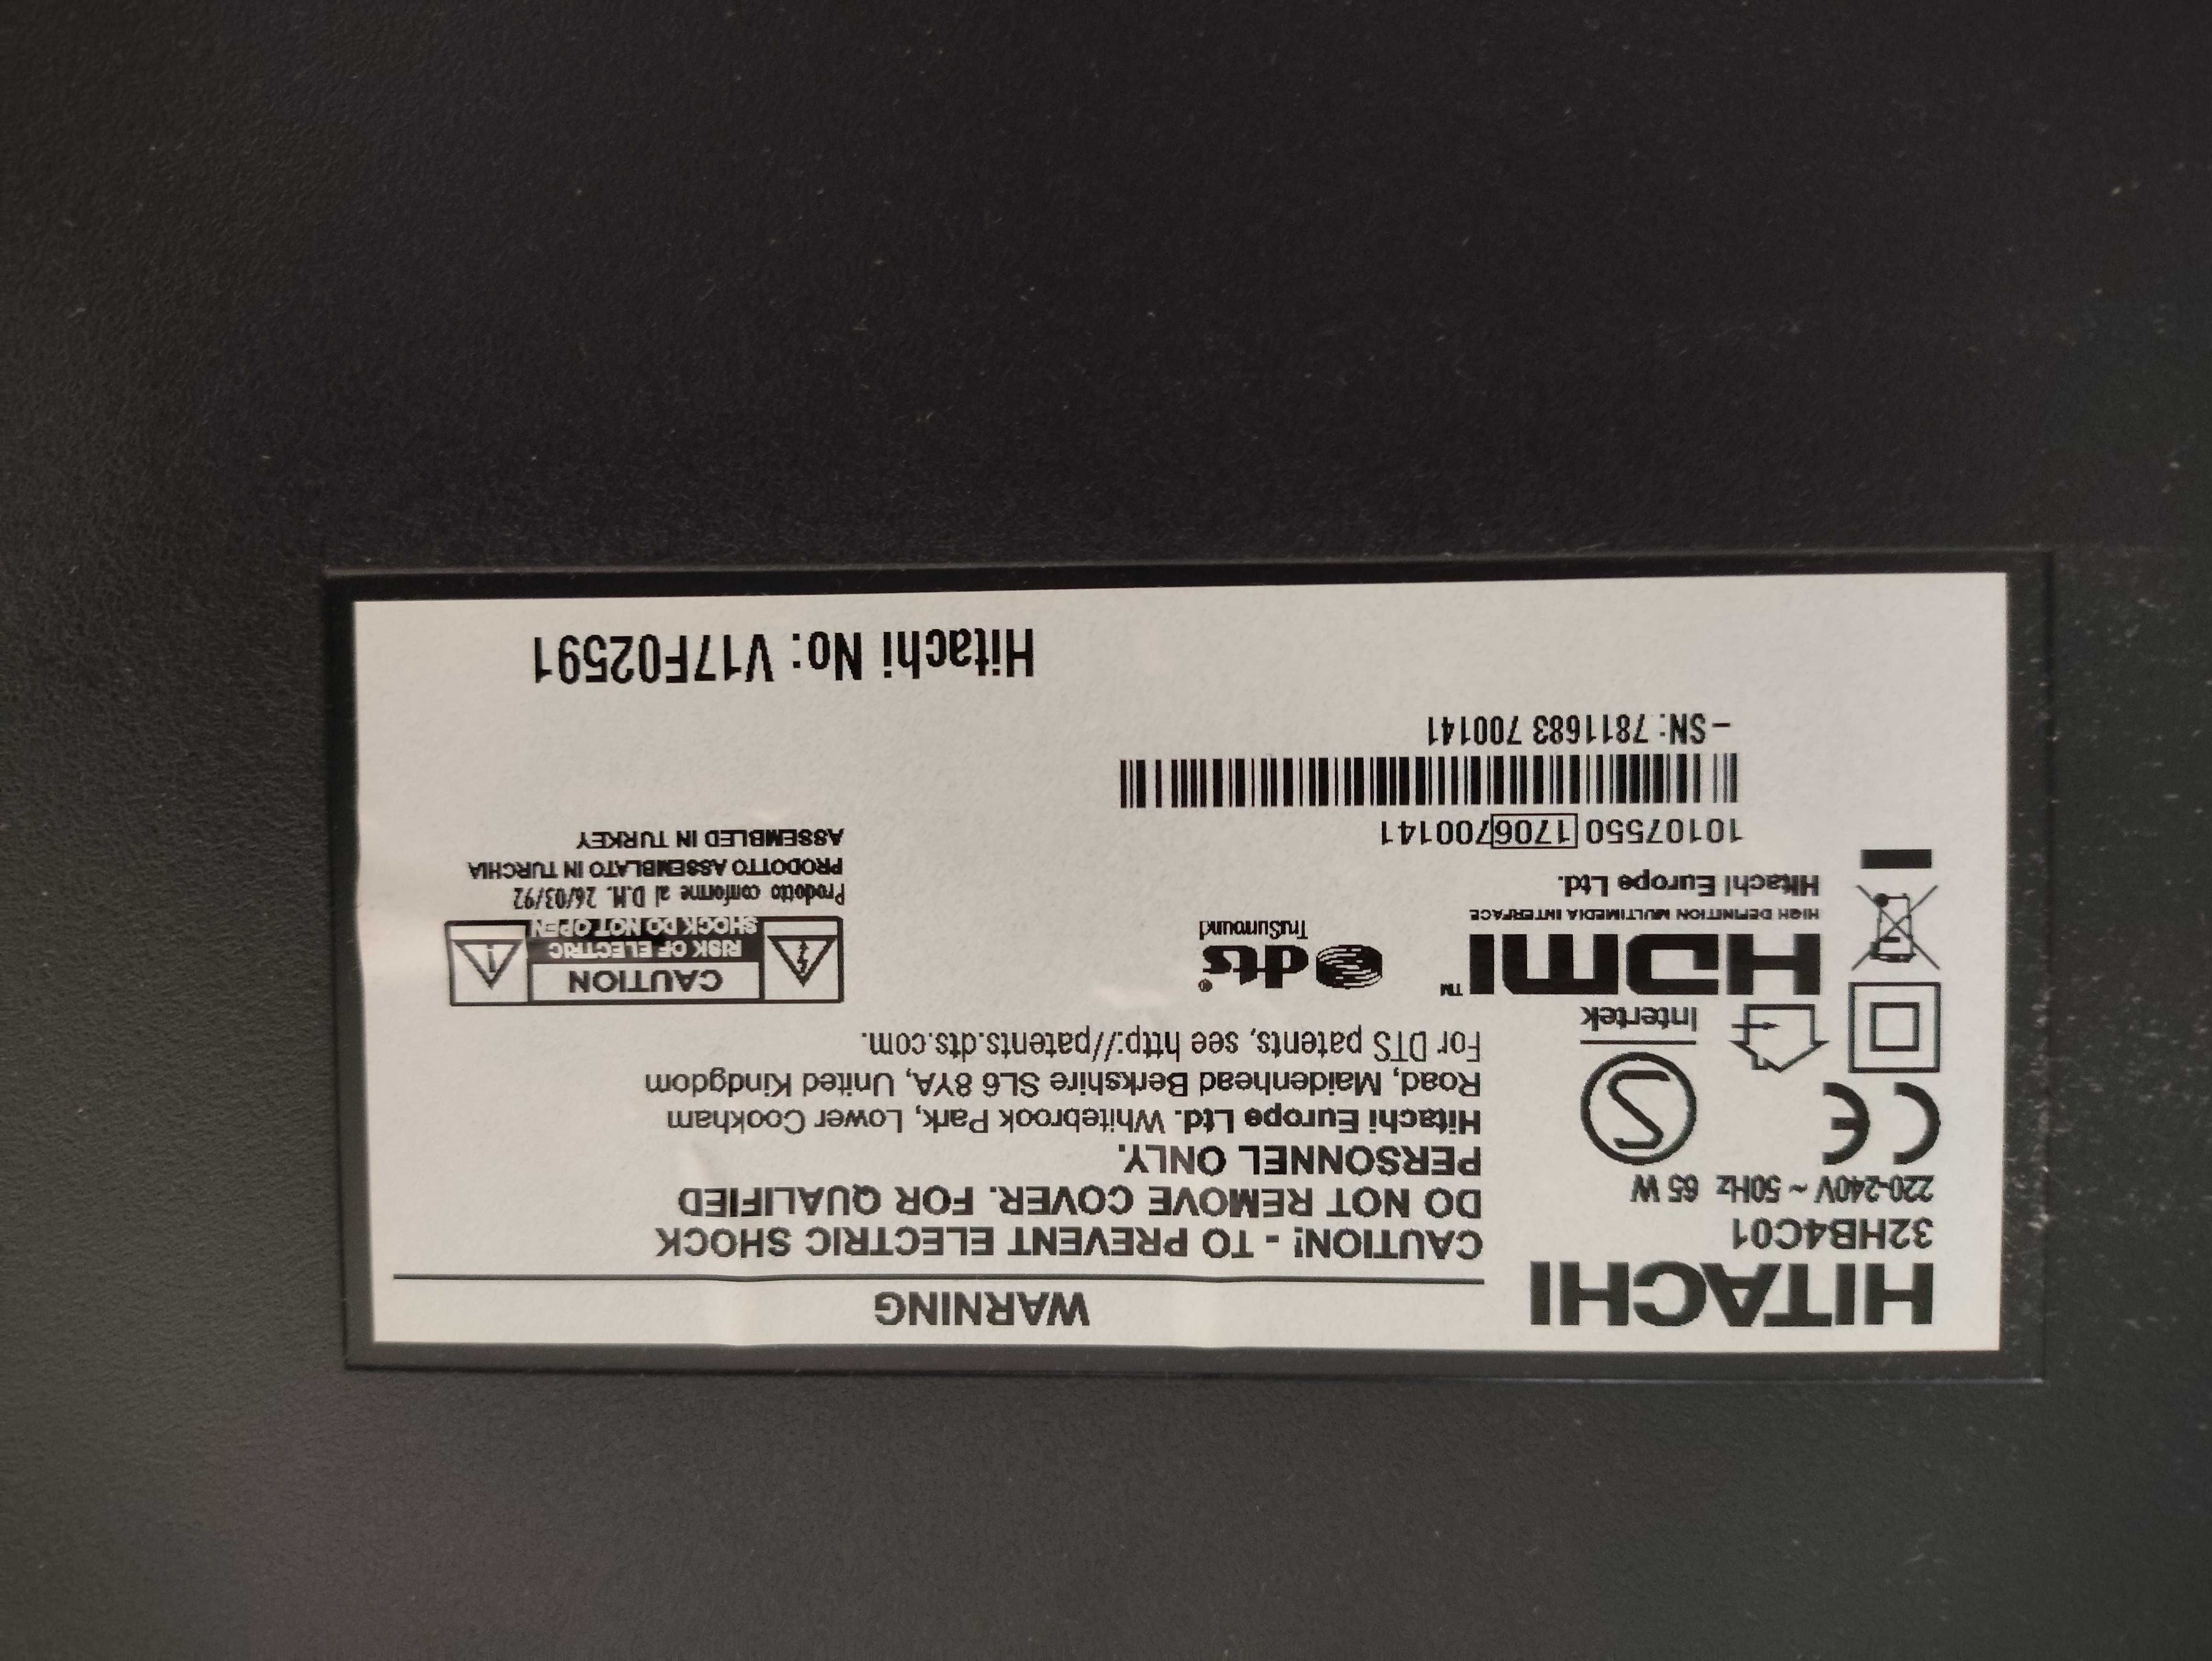 HITACHI
32HB4C01
220-240V ~ 50Hz 65 W
Intertek
HDMI™
HIGH DEFINITION MULTIMEDIA INTERFACE
Hitachi Europe Ltd.
WARNING
CAUTION! - TO PREVENT ELECTRIC SHOCK
DO NOT REMOVE COVER. FOR QUALIFIED
PERSONNEL ONLY.
Hitachi Europe Ltd. Whitebrook Park, Lower Cookham
Road, Maidenhead Berkshire SL6 8YA, United Kindgdom
For DTS patents, see http://patents.dts.com.
dts®
TruSurround
CAUTION
RISK OF ELECTRIC
SHOCK DO NOT OPEN
Prodotto conforme al D.M. 26/03/92
PRODOTTO ASSEMBLATO IN TURCHIA
ASSEMBLED IN TURKEY
10107550 1706700141
-SN: 7811683 700141
Hitachi No: V17F02591